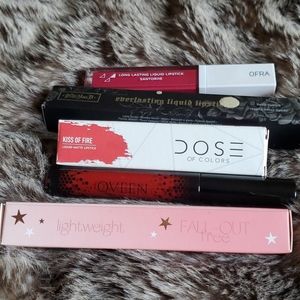 LONG LASTING LIQUID LIPSTICK
SANTORINI
OFRA
everlasting liquid lipstick
KISS OF FIRE
LIQUID MATTE LIPSTICK
DOSE
OF COLORS
QVEEN
lightweight
FALL-OUT
free